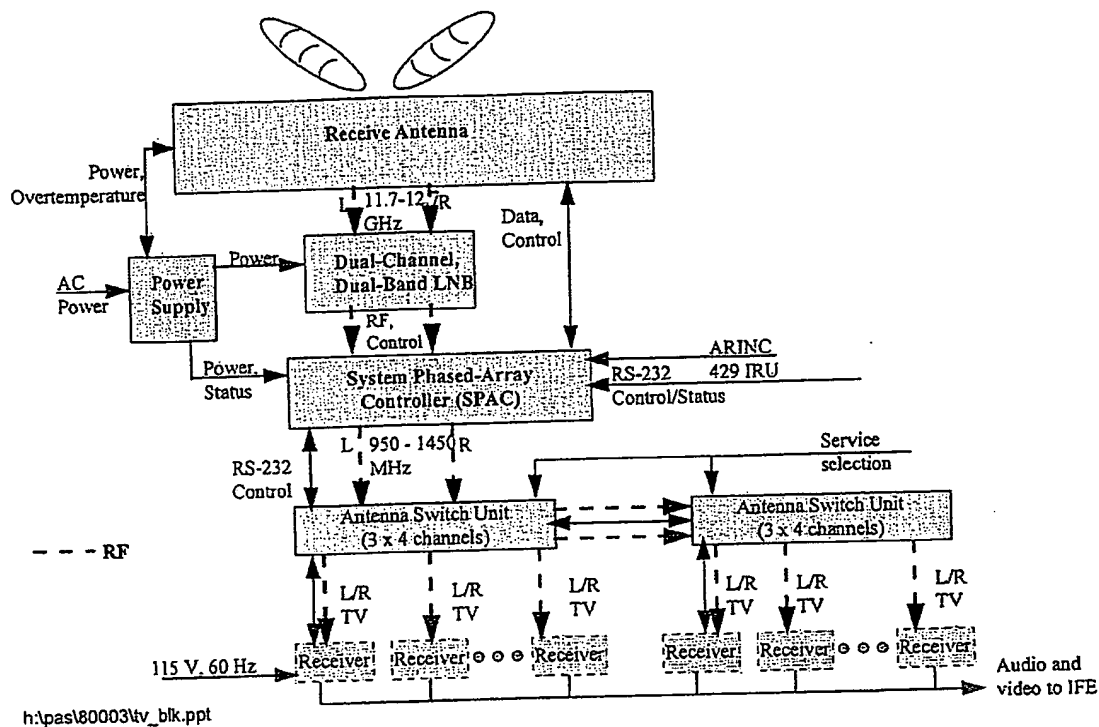 Receive Antenna
Power,
Overtemperature
L 11.7-12.7 R
GHz
Data,
Control
Power
Dual-Channel,
Dual-Band LNB
AC
Power
Power
Supply
RF,
Control
Power,
Status
System Phased-Array
Controller (SPAC)
ARINC
429 IRU
RS-232
Control/Status
L 950 - 1450 R
MHz
RS-232
Control
Service
selection
Antenna Switch Unit
(3 x 4 channels)
Antenna Switch Unit
(3 x 4 channels)
RF
L/R
TV
L/R
TV
L/R
TV
L/R
TV
L/R
TV
L/R
TV
Receiver
Receiver
Receiver
Receiver
Receiver
Receiver
115 V, 60 Hz
Audio and
video to IFE
h:\pas\80003\tv_blk.ppt